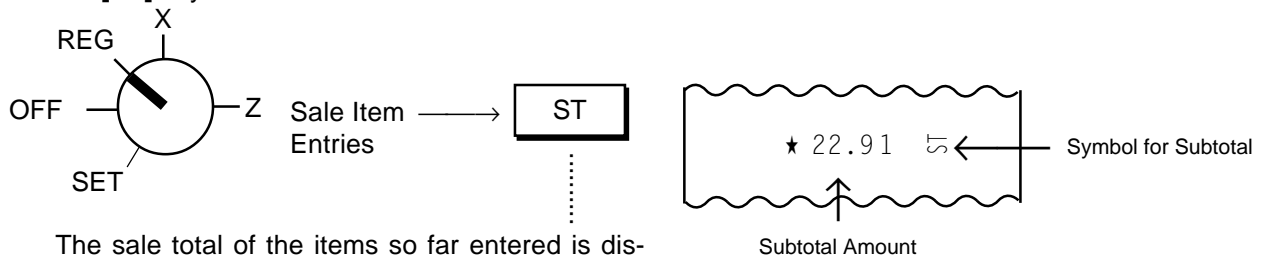 X
REG
OFF
Z
SET
Sale Item
Entries
ST
★ 22.91 ST
Symbol for Subtotal
Subtotal Amount
The sale total of the items so far entered is dis-